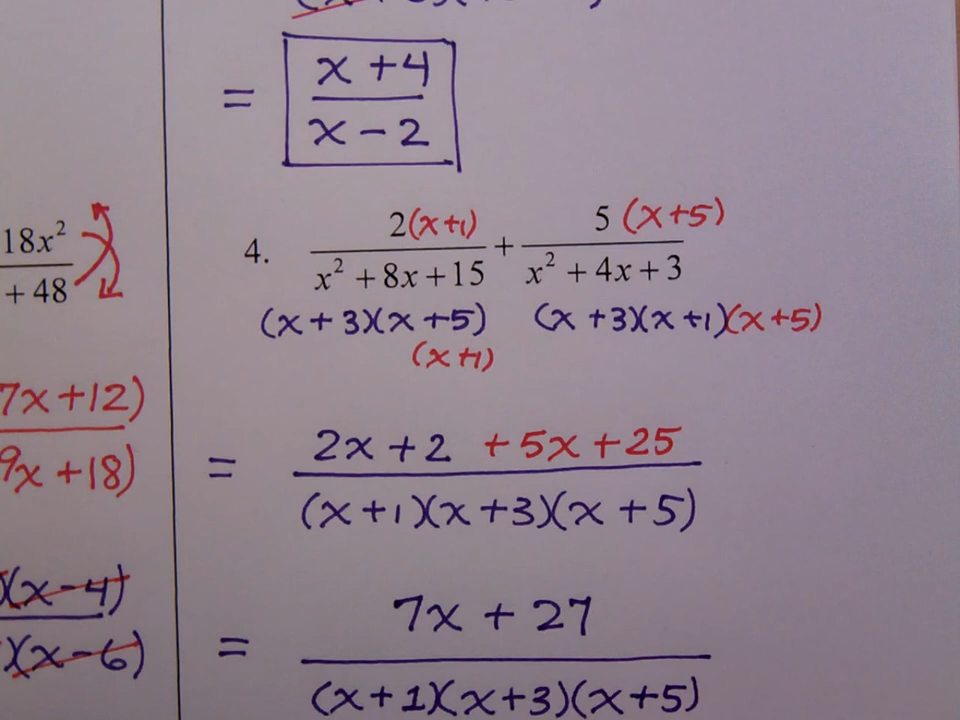 = x + 4
x - 2
4. 2(x+1) + 5(x+5)
x² + 8x + 15 x² + 4x + 3
(x + 3)(x + 5) (x + 3)(x + 1)(x + 5)
(x+1)
= 2x + 2 + 5x + 25
(x + 1)(x + 3)(x + 5)
= 7x + 27
(x+1)(x+3)(x+5)
18x²
+ 48
7x + 12)
9x + 18)
)(x - 4)
)(x - 6)